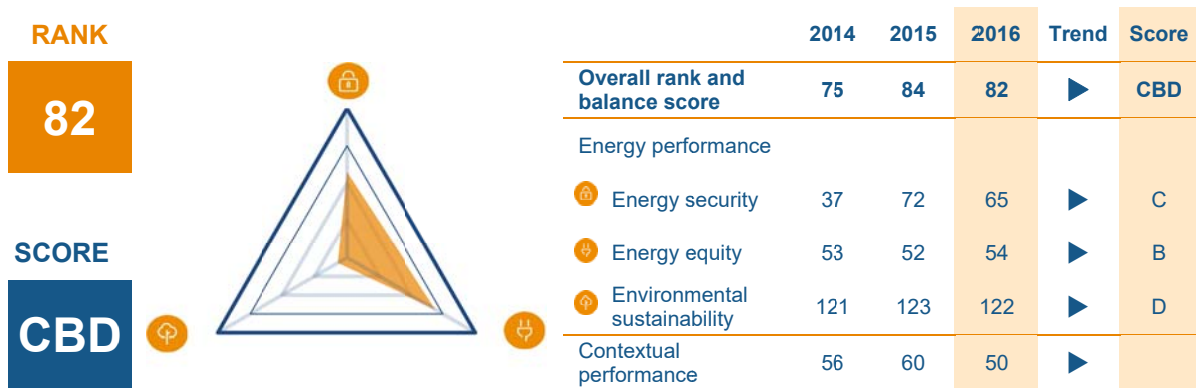 RANK
82
SCORE
CBD
2014 2015 2016 Trend Score
Overall rank and
balance score 75 84 82 CBD
Energy performance
Energy security 37 72 65 C
Energy equity 53 52 54 B
Environmental
sustainability 121 123 122 D
Contextual
performance 56 60 50